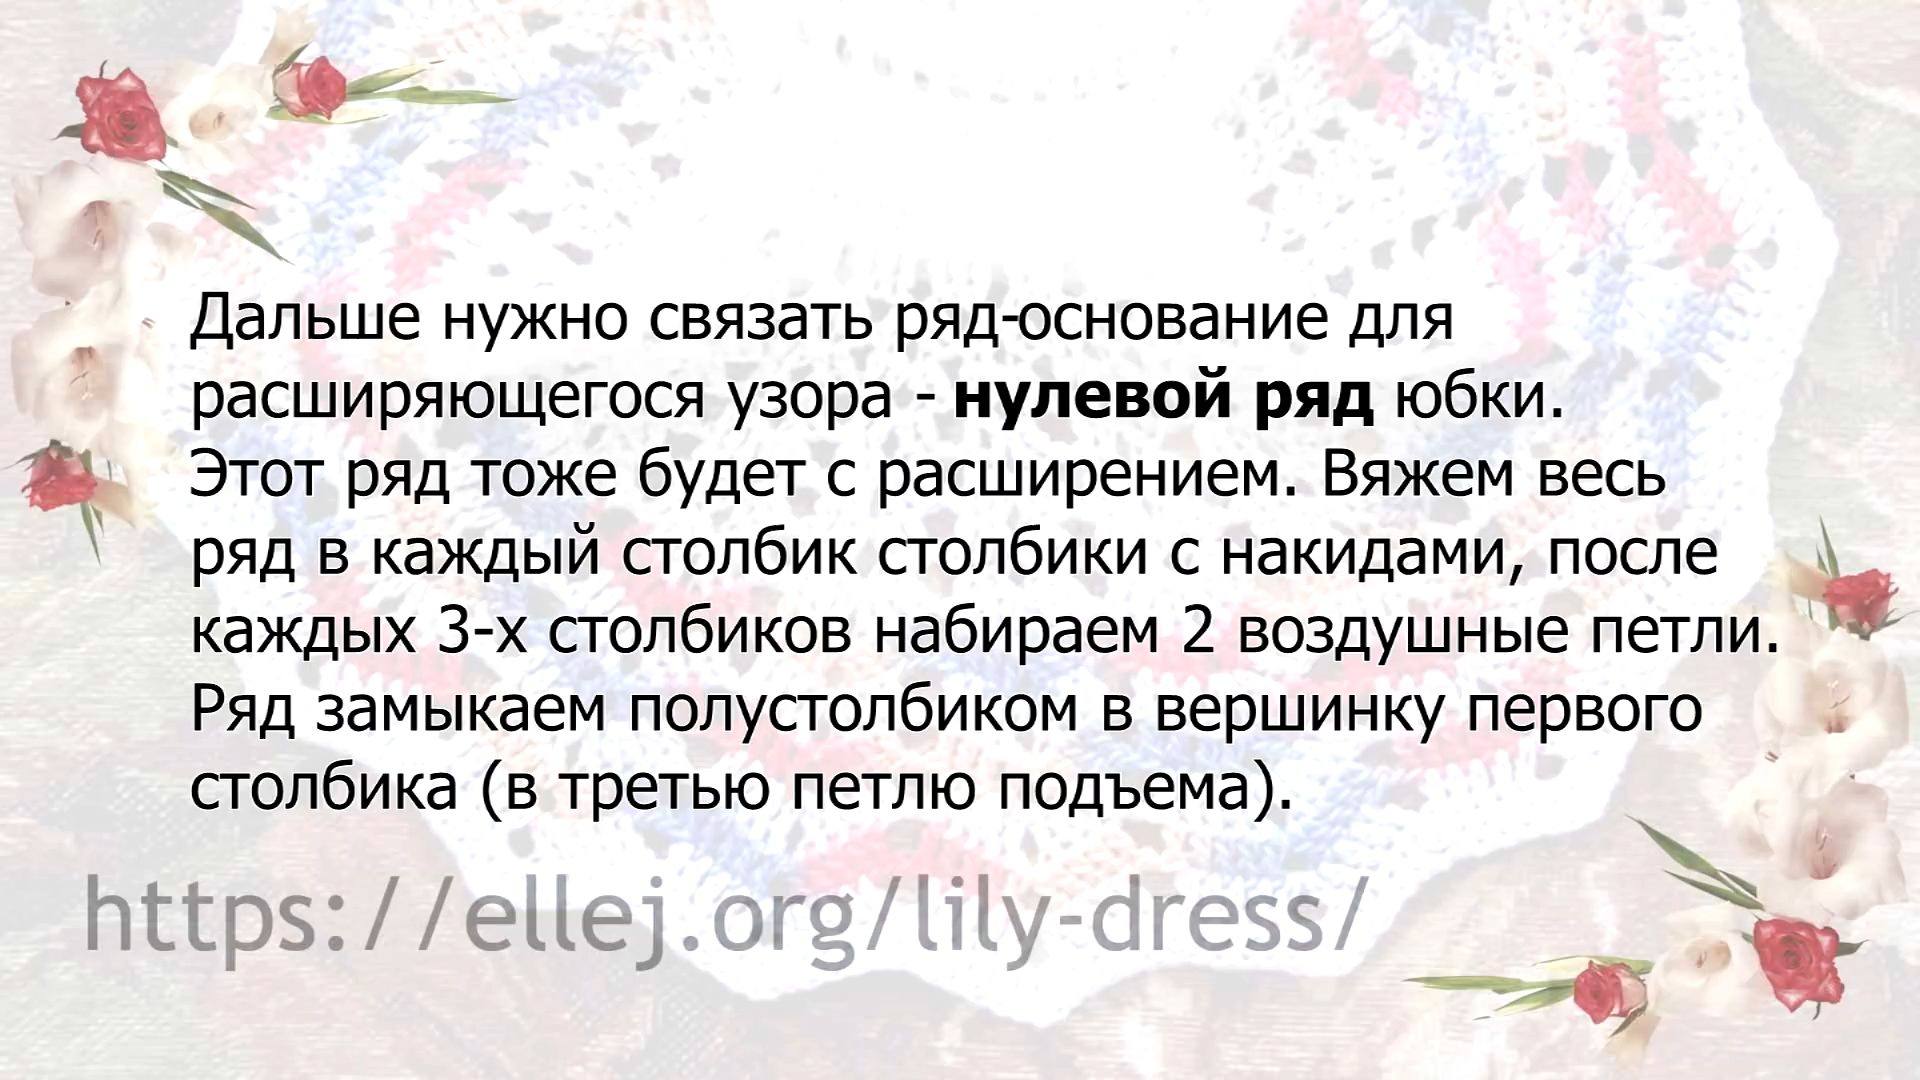 Дальше нужно связать ряд-основание для
расширяющегося узора - нулевой ряд юбки.
Этот ряд тоже будет с расширением. Вяжем весь
ряд в каждый столбик столбики с накидами, после
каждых 3-х столбиков набираем 2 воздушные петли.
Ряд замыкаем полустолбиком в вершинку первого
столбика (в третью петлю подъема).
https://ellej.org/lily-dress/